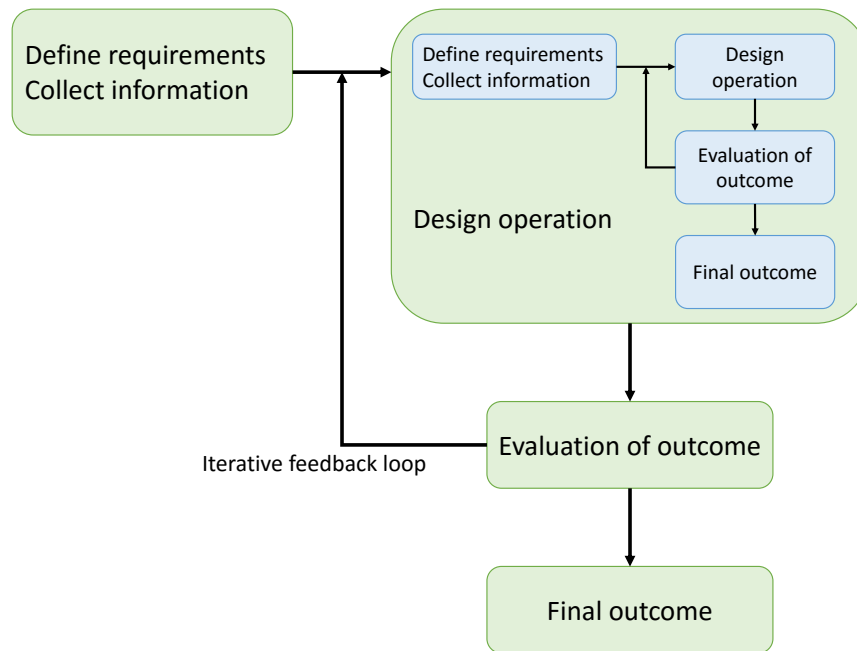 Define requirements
Collect information
Define requirements
Collect information
Design
operation
Evaluation of
outcome
Design operation
Final outcome
Evaluation of outcome
Iterative feedback loop
Final outcome